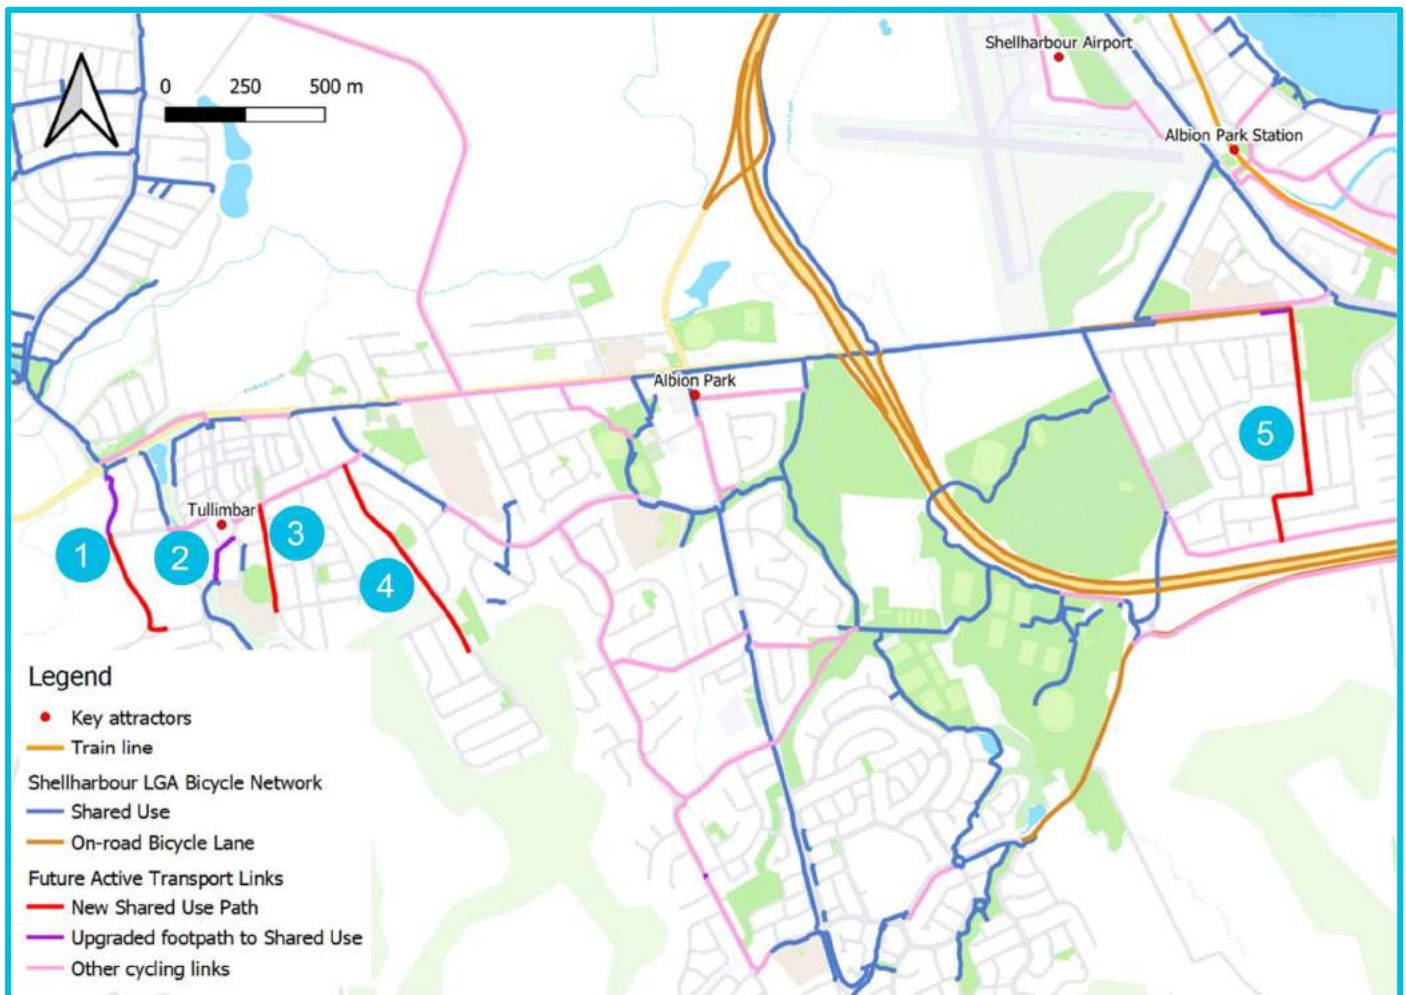 Shellharbour Airport
0 250 500 m
Albion Park Station
Albion Park
5
Tullimbar
3
1
2
4
Legend
Key attractors
Train line
Shellharbour LGA Bicycle Network
Shared Use
On-road Bicycle Lane
Future Active Transport Links
New Shared Use Path
Upgraded footpath to Shared Use
Other cycling links